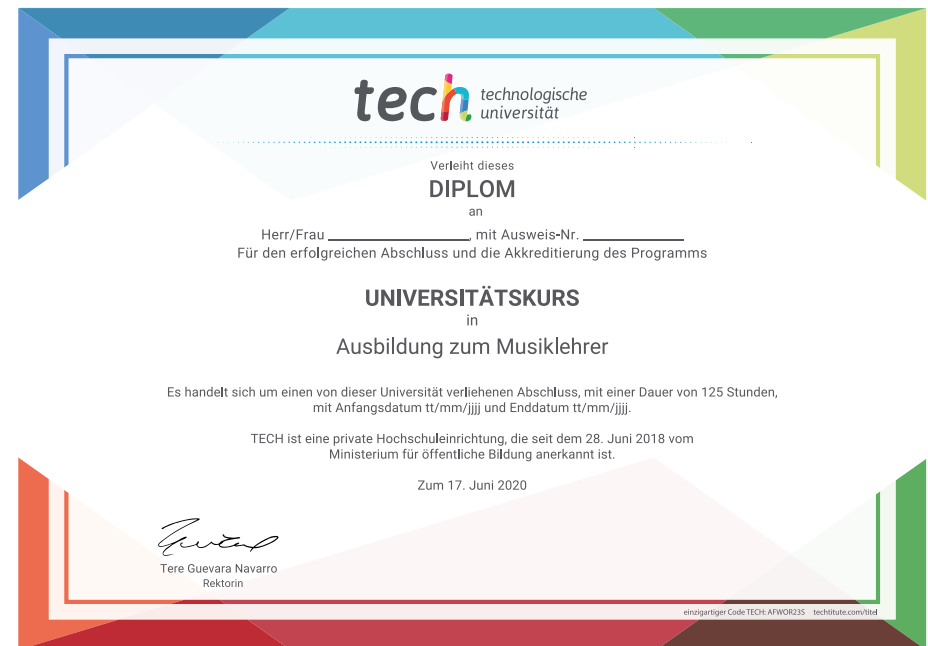 tech technologische
universität
Verleiht dieses
DIPLOM
an
Herr/Frau ____________, mit Ausweis-Nr. ____________
Für den erfolgreichen Abschluss und die Akkreditierung des Programms
UNIVERSITÄTSKURS
in
Ausbildung zum Musiklehrer
Es handelt sich um einen von dieser Universität verliehenen Abschluss, mit einer Dauer von 125 Stunden,
mit Anfangsdatum tt/mm/jjjj und Enddatum tt/mm/jjjj.
TECH ist eine private Hochschuleinrichtung, die seit dem 28. Juni 2018 vom
Ministerium für öffentliche Bildung anerkannt ist.
Zum 17. Juni 2020
Tere Guevara Navarro
Rektorin
einzigartiger Code TECH: AFWOR23S techtitute.com/titel